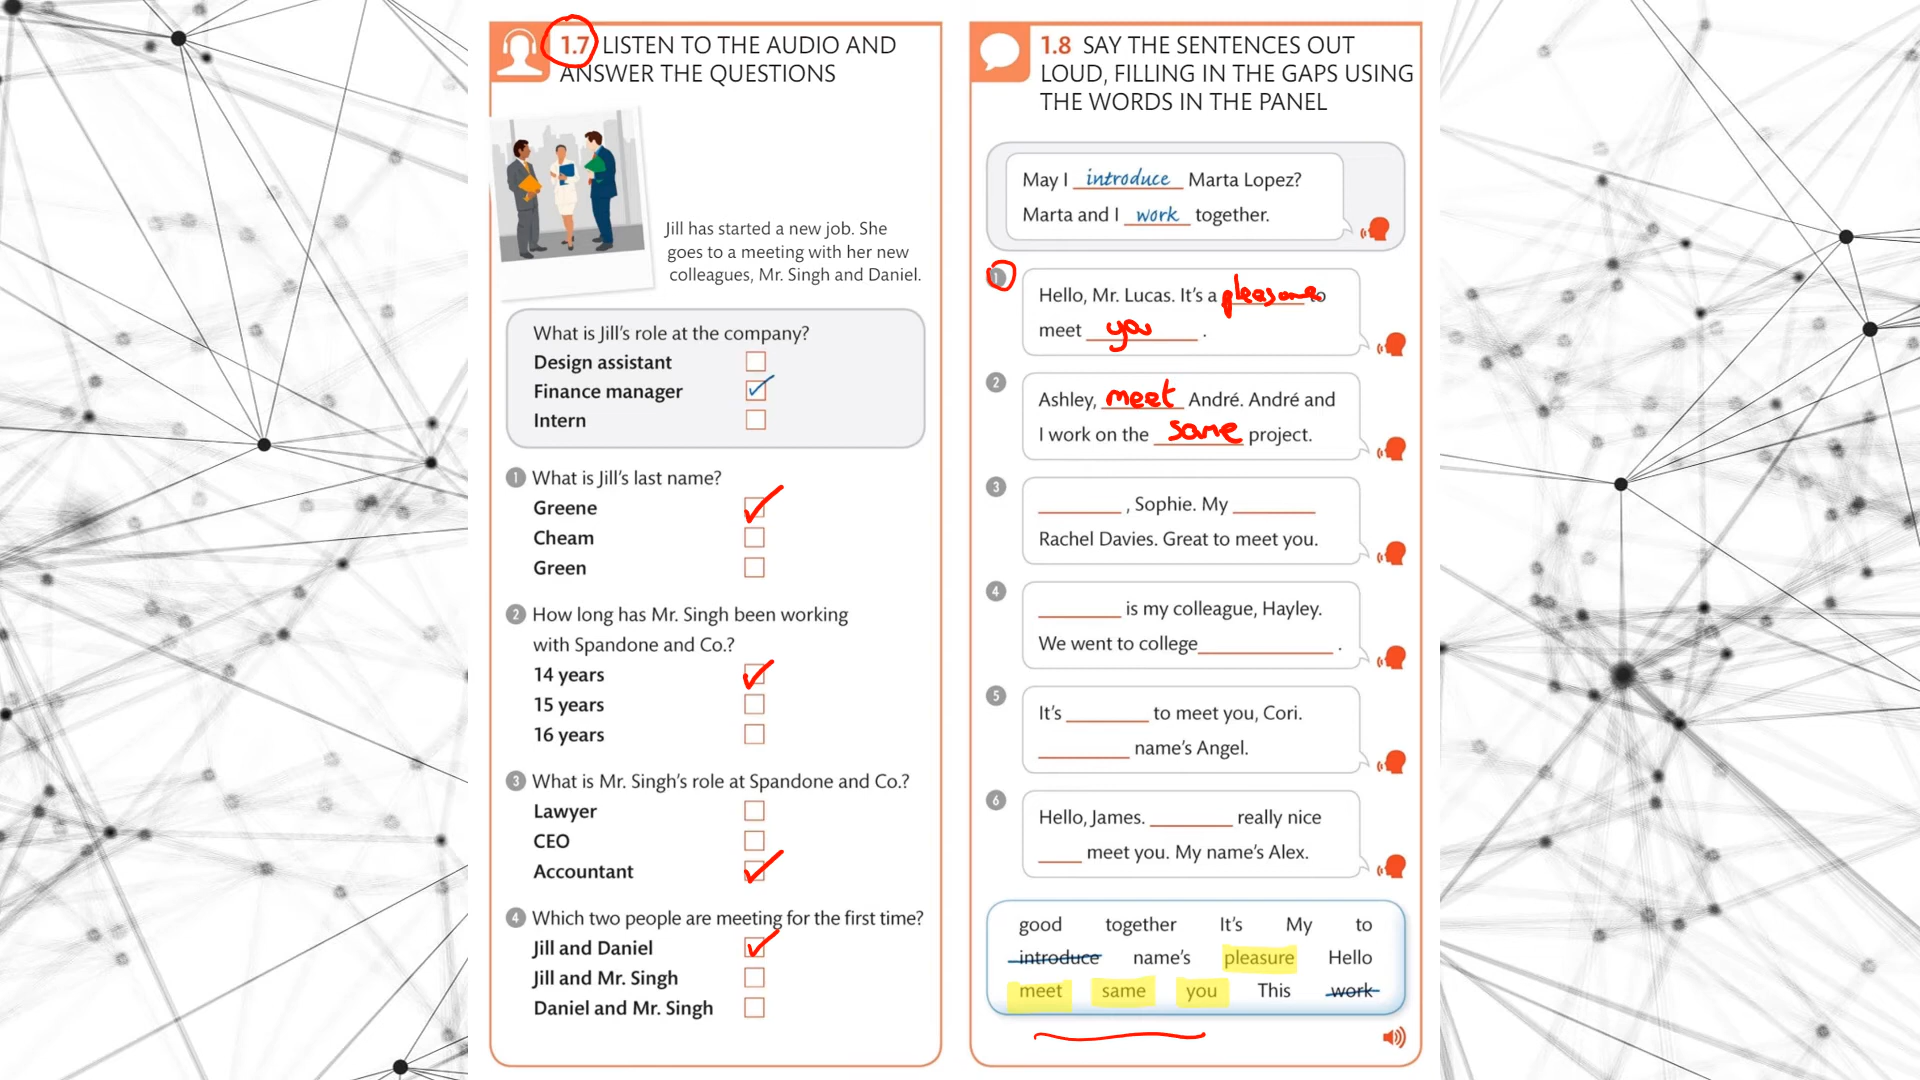 1.7 LISTEN TO THE AUDIO AND
ANSWER THE QUESTIONS
Jill has started a new job. She
goes to a meeting with her new
colleagues, Mr. Singh and Daniel.
What is Jill's role at the company?
Design assistant
Finance manager
Intern
1 What is Jill's last name?
Greene
Cheam
Green
2 How long has Mr. Singh been working
with Spandone and Co.?
14 years
15 years
16 years
3 What is Mr. Singh's role at Spandone and Co.?
Lawyer
CEO
Accountant
4 Which two people are meeting for the first time?
Jill and Daniel
Jill and Mr. Singh
Daniel and Mr. Singh
1.8 SAY THE SENTENCES OUT
LOUD, FILLING IN THE GAPS USING
THE WORDS IN THE PANEL
May I introduce Marta Lopez?
Marta and I work together.
1 Hello, Mr. Lucas. It's a pleasure to
meet you .
2 Ashley, meet André. André and
I work on the same project.
3 , Sophie. My
Rachel Davies. Great to meet you.
4 is my colleague, Hayley.
We went to college .
5 It's to meet you, Cori.
name's Angel.
6 Hello, James. really nice
meet you. My name's Alex.
good together It's My to
introduce name's pleasure Hello
meet same you This work